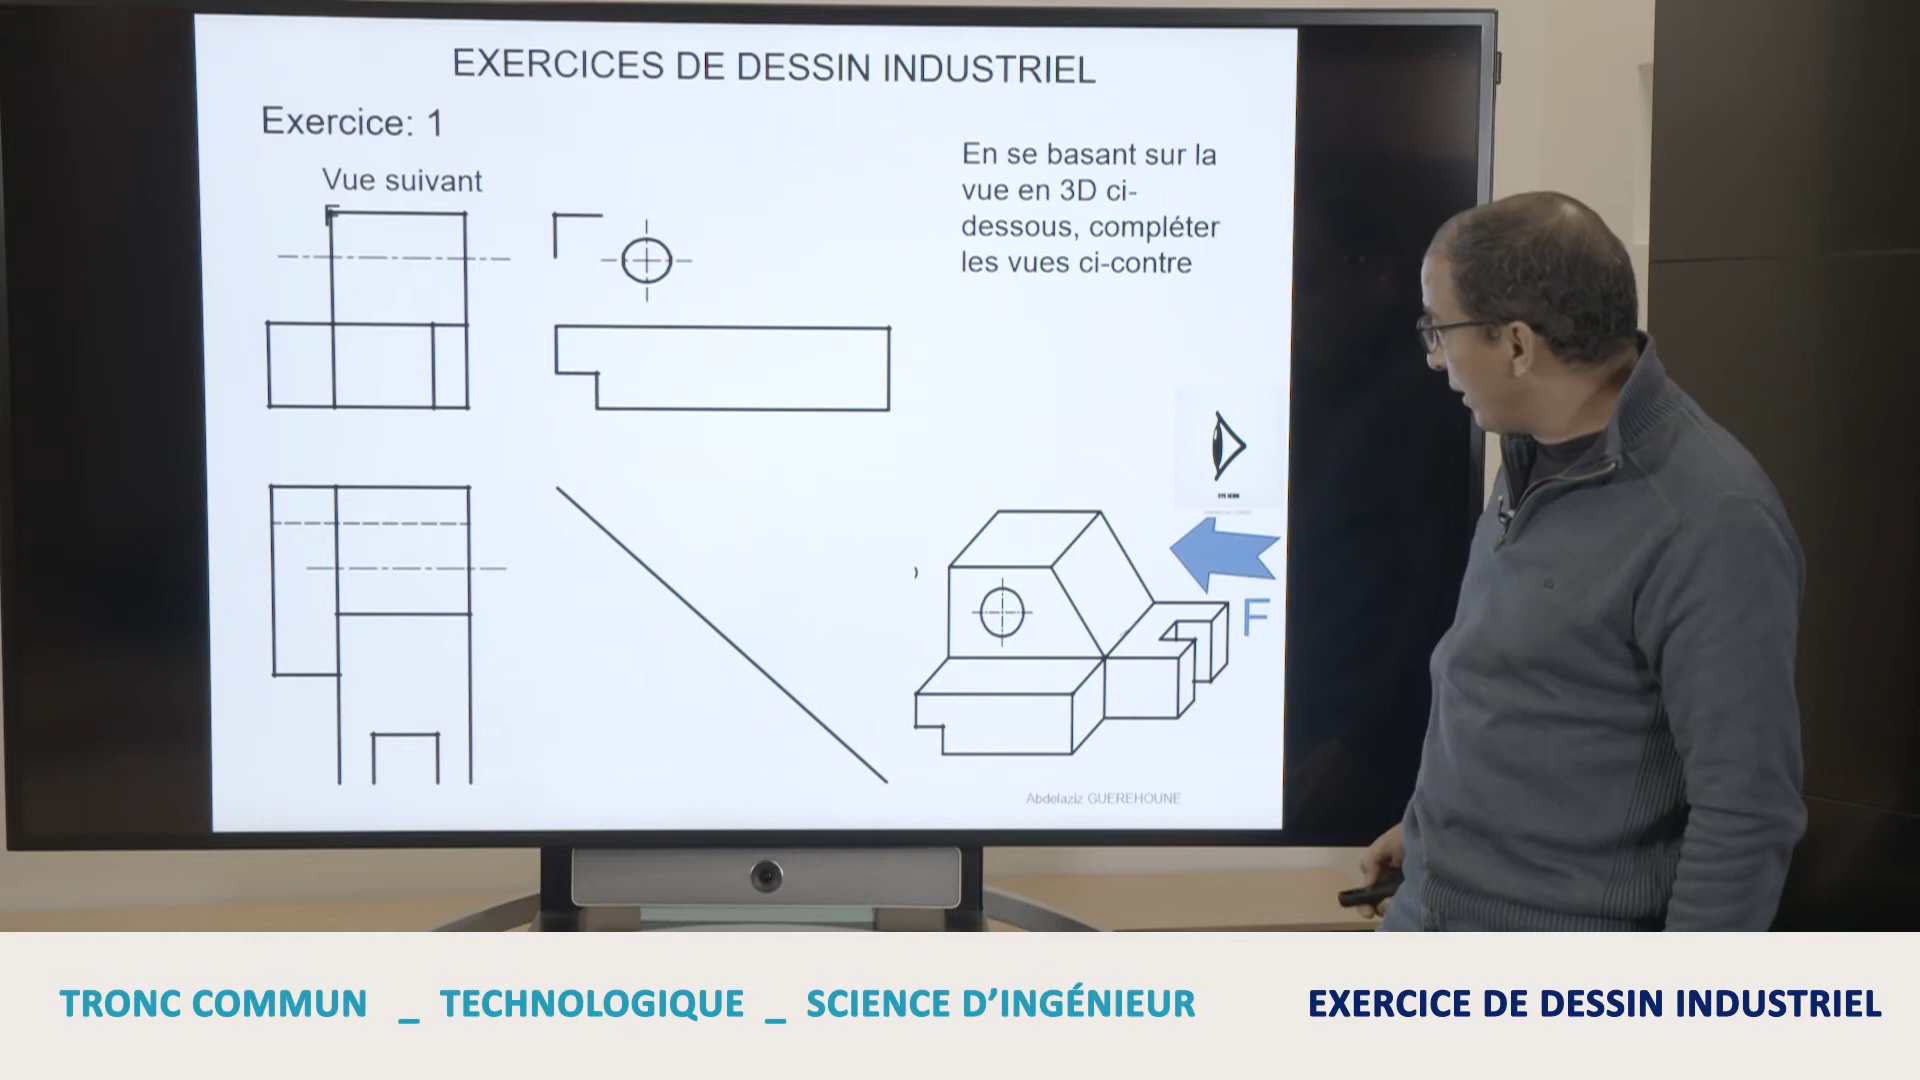 EXERCICES DE DESSIN INDUSTRIEL
Exercice: 1
Vue suivant
F
En se basant sur la
vue en 3D ci-
dessous, compléter
les vues ci-contre
F
Abdelaziz GUEREHOUNE
TRONC COMMUN _ TECHNOLOGIQUE _ SCIENCE D'INGÉNIEUR
EXERCICE DE DESSIN INDUSTRIEL